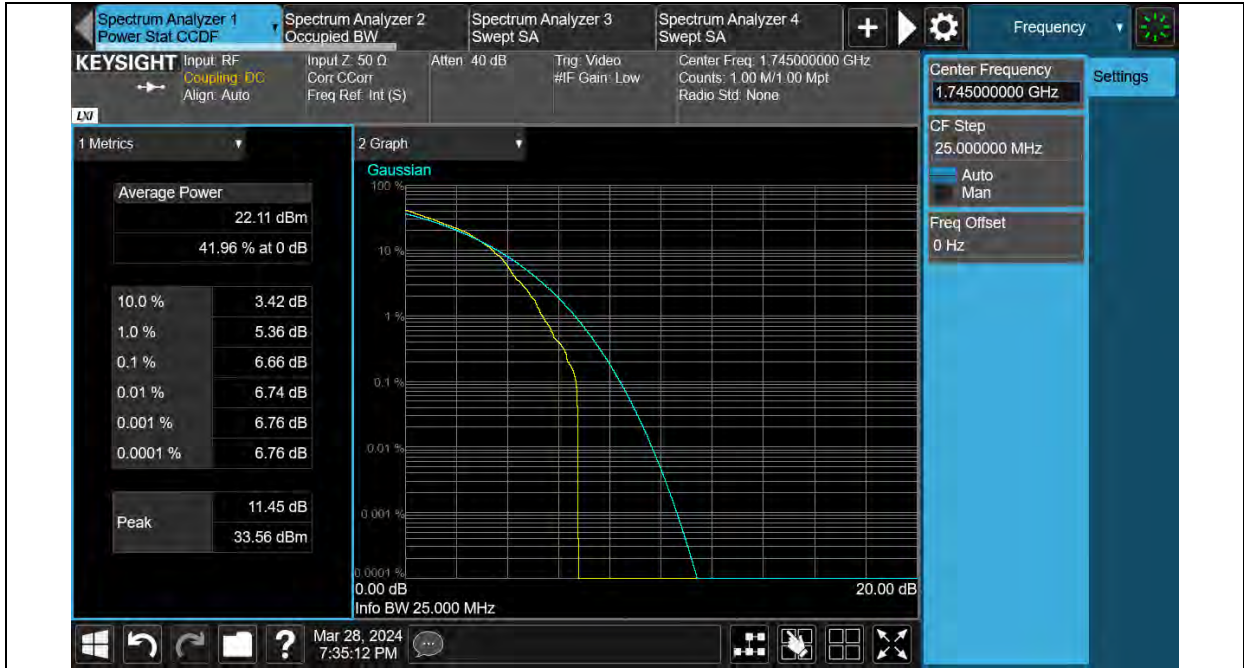 Spectrum Analyzer 1
Power Stat CCDF
Spectrum Analyzer 2
Occupied BW
Spectrum Analyzer 3
Swept SA
Spectrum Analyzer 4
Swept SA
Frequency
KEYSIGHT
Input: RF
Coupling: DC
Align: Auto
Input Z: 50 Ω
Corr CCorr
Freq Ref: Int (S)
Atten: 40 dB
Trig: Video
#IF Gain: Low
Center Freq: 1.745000000 GHz
Counts: 1.00 M/1.00 Mpt
Radio Std: None
LXI
Center Frequency
1.745000000 GHz
Settings
CF Step
25.000000 MHz
Auto
Man
Freq Offset
0 Hz
1 Metrics
Average Power
22.11 dBm
41.96 % at 0 dB
10.0 % 3.42 dB
1.0 % 5.36 dB
0.1 % 6.66 dB
0.01 % 6.74 dB
0.001 % 6.76 dB
0.0001 % 6.76 dB
Peak
11.45 dB
33.56 dBm
2 Graph
Gaussian
100 %
10 %
1 %
0.1 %
0.01 %
0.001 %
0.0001 %
0.00 dB
20.00 dB
Info BW 25.000 MHz
?
Mar 28, 2024
7:35:12 PM